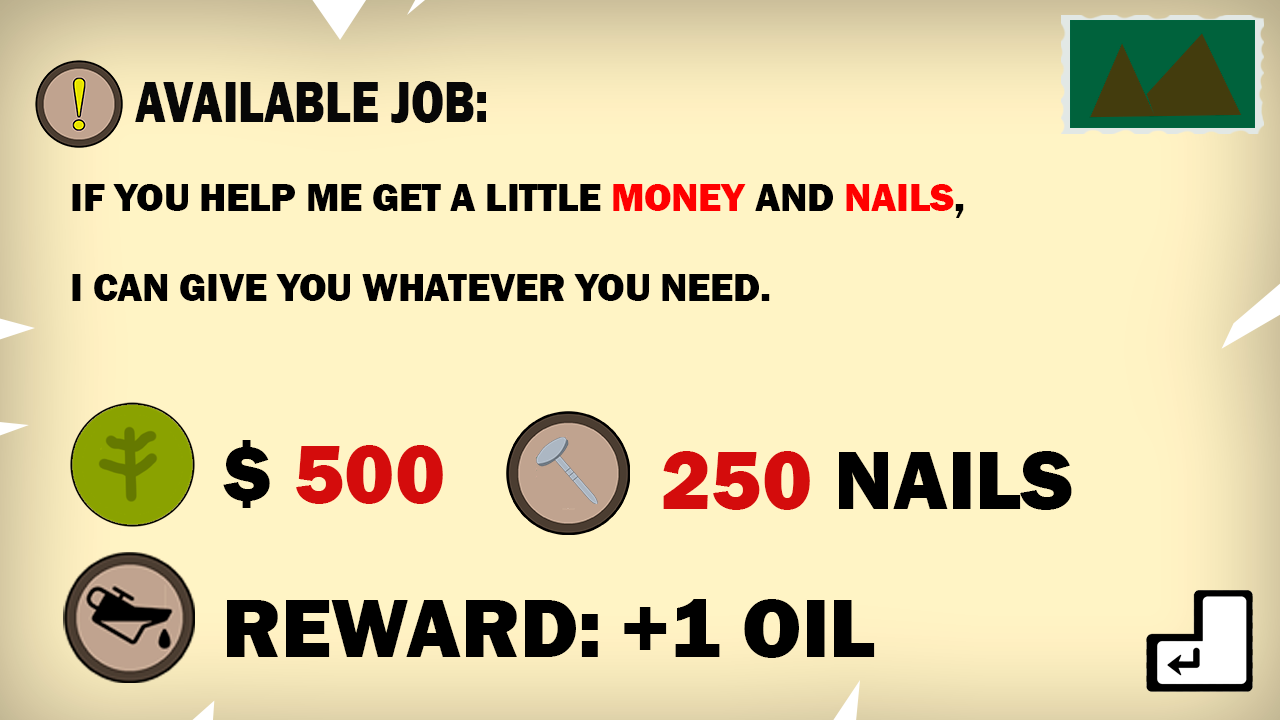 AVAILABLE JOB:
IF YOU HELP ME GET A LITTLE MONEY AND NAILS,
I CAN GIVE YOU WHATEVER YOU NEED.
$ 500
250 NAILS
REWARD: +1 OIL